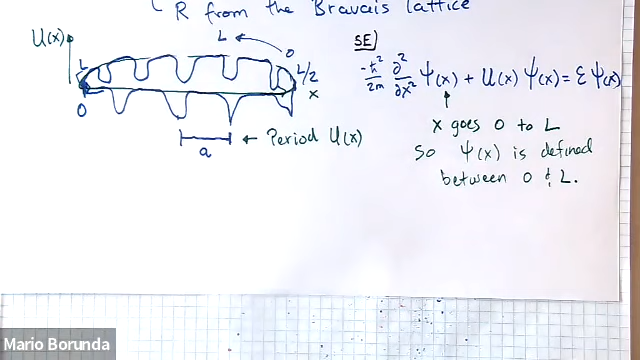 R from the Bravais lattice
U(x)
L
0
SE)
L
L/2
-ħ²/2m ∂²/∂x² Ψ(x) + U(x) Ψ(x) = ε Ψ(x)
x
0
x goes 0 to L
← Period U(x)
a
so Ψ(x) is defined
between 0 & L.
Mario Borunda